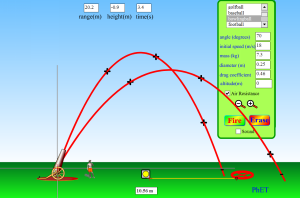 20.2 -0.9 3.4
range(m) height(m) time(s)
golfball
baseball
bowlingball
football
angle (degrees) 70
initial speed (m/s) 18
mass (kg) 7.3
diameter (m) 0.25
drag coefficient 0.46
altitude(m) 0
Air Resistance
Fire Erase
Sound
10.86 m
PhET